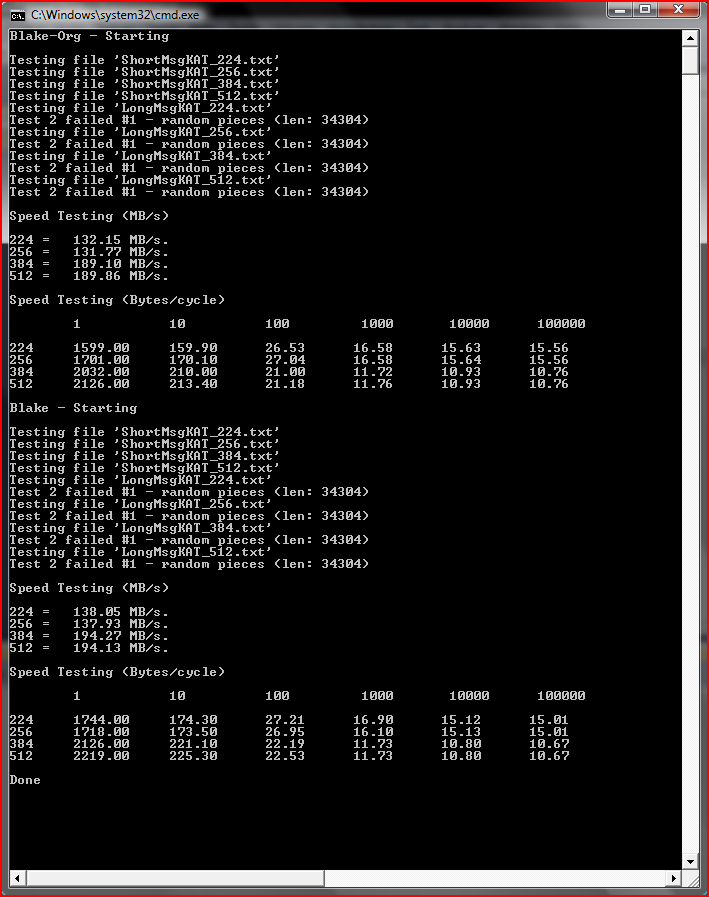 C:\Windows\system32\cmd.exe
Blake-Org - Starting
Testing file 'ShortMsgKAT_224.txt'
Testing file 'ShortMsgKAT_256.txt'
Testing file 'ShortMsgKAT_384.txt'
Testing file 'ShortMsgKAT_512.txt'
Testing file 'LongMsgKAT_224.txt'
Test 2 failed #1 - random pieces (len: 34304)
Testing file 'LongMsgKAT_256.txt'
Test 2 failed #1 - random pieces (len: 34304)
Testing file 'LongMsgKAT_384.txt'
Test 2 failed #1 - random pieces (len: 34304)
Testing file 'LongMsgKAT_512.txt'
Test 2 failed #1 - random pieces (len: 34304)
Speed Testing (MB/s)
224 =   132.15 MB/s.
256 =   131.77 MB/s.
384 =   189.10 MB/s.
512 =   189.86 MB/s.
Speed Testing (Bytes/cycle)
1 10 100 1000 10000 100000
224 1599.00 159.90 26.53 16.58 15.63 15.56
256 1701.00 170.10 27.04 16.58 15.64 15.56
384 2032.00 210.00 21.00 11.72 10.93 10.76
512 2126.00 213.40 21.18 11.76 10.93 10.76
Blake - Starting
Testing file 'ShortMsgKAT_224.txt'
Testing file 'ShortMsgKAT_256.txt'
Testing file 'ShortMsgKAT_384.txt'
Testing file 'ShortMsgKAT_512.txt'
Testing file 'LongMsgKAT_224.txt'
Test 2 failed #1 - random pieces (len: 34304)
Testing file 'LongMsgKAT_256.txt'
Test 2 failed #1 - random pieces (len: 34304)
Testing file 'LongMsgKAT_384.txt'
Test 2 failed #1 - random pieces (len: 34304)
Testing file 'LongMsgKAT_512.txt'
Test 2 failed #1 - random pieces (len: 34304)
Speed Testing (MB/s)
224 =   138.05 MB/s.
256 =   137.93 MB/s.
384 =   194.27 MB/s.
512 =   194.13 MB/s.
Speed Testing (Bytes/cycle)
1 10 100 1000 10000 100000
224 1744.00 174.30 27.21 16.90 15.12 15.01
256 1718.00 173.50 26.95 16.10 15.13 15.01
384 2126.00 221.10 22.19 11.73 10.80 10.67
512 2219.00 225.30 22.53 11.73 10.80 10.67
Done